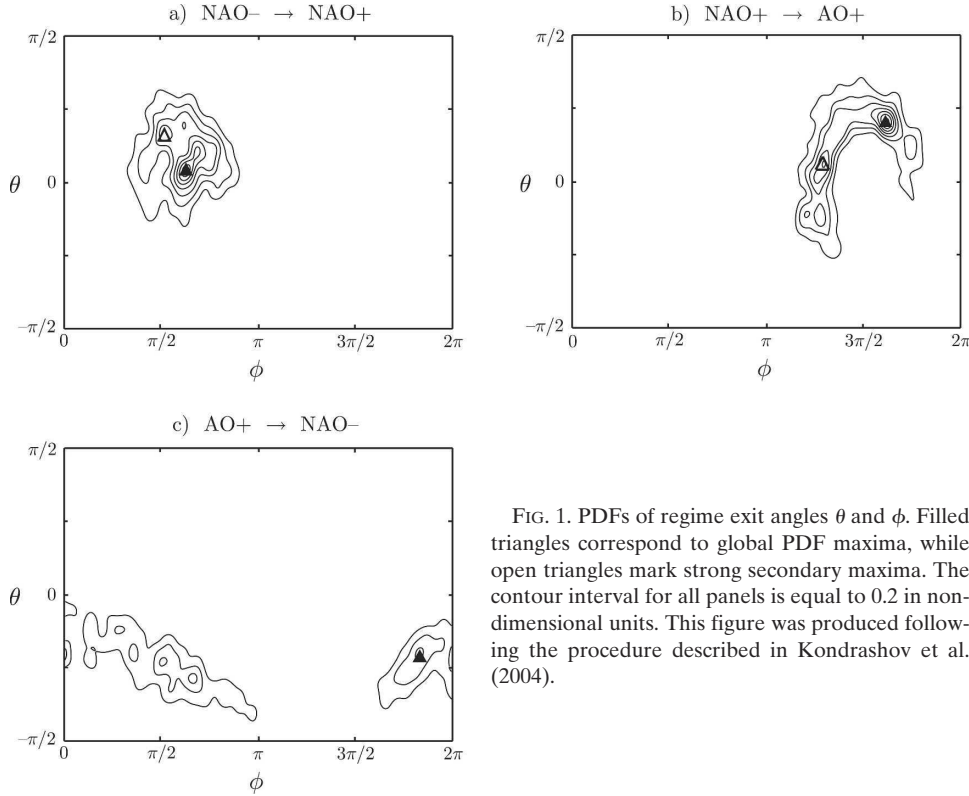 a) NAO– → NAO+
π/2
θ
0
–π/2
0
π/2
π
3π/2
2π
ϕ
b) NAO+ → AO+
π/2
θ
0
–π/2
0
π/2
π
3π/2
2π
ϕ
c) AO+ → NAO–
π/2
θ
0
–π/2
0
π/2
π
3π/2
2π
ϕ
FIG. 1. PDFs of regime exit angles θ and ϕ. Filled
triangles correspond to global PDF maxima, while
open triangles mark strong secondary maxima. The
contour interval for all panels is equal to 0.2 in non-
dimensional units. This figure was produced follow-
ing the procedure described in Kondrashov et al.
(2004).